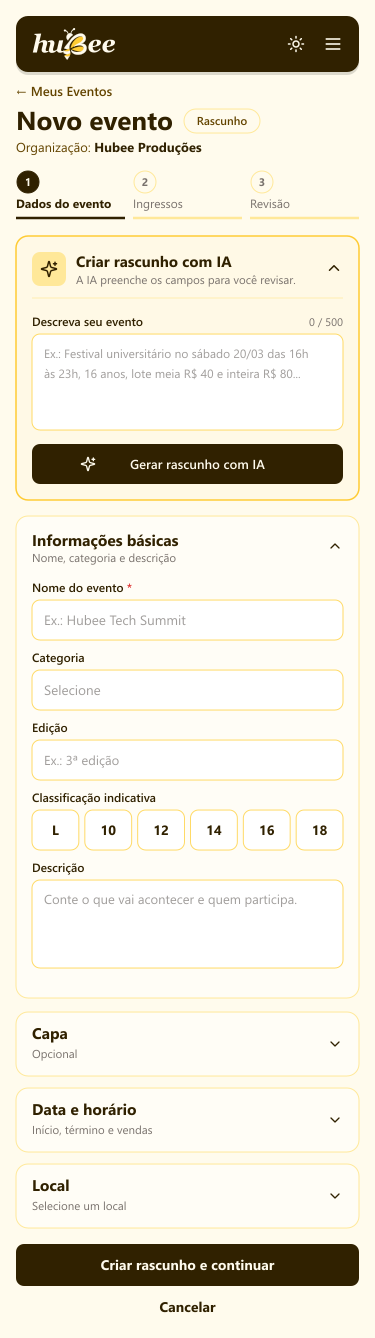 huBee
← Meus Eventos
Novo evento
Rascunho
Organização: Hubee Produções
1
2
3
Dados do evento
Ingressos
Revisão
Criar rascunho com IA
A IA preenche os campos para você revisar.
Descreva seu evento
0 / 500
Ex.: Festival universitário no sábado 20/03 das 16h
às 23h, 16 anos, lote meia R$ 40 e inteira R$ 80...
Gerar rascunho com IA
Informações básicas
Nome, categoria e descrição
Nome do evento *
Ex.: Hubee Tech Summit
Categoria
Selecione
Edição
Ex.: 3ª edição
Classificação indicativa
L 10 12 14 16 18
Descrição
Conte o que vai acontecer e quem participa.
Capa
Opcional
Data e horário
Início, término e vendas
Local
Selecione um local
Criar rascunho e continuar
Cancelar